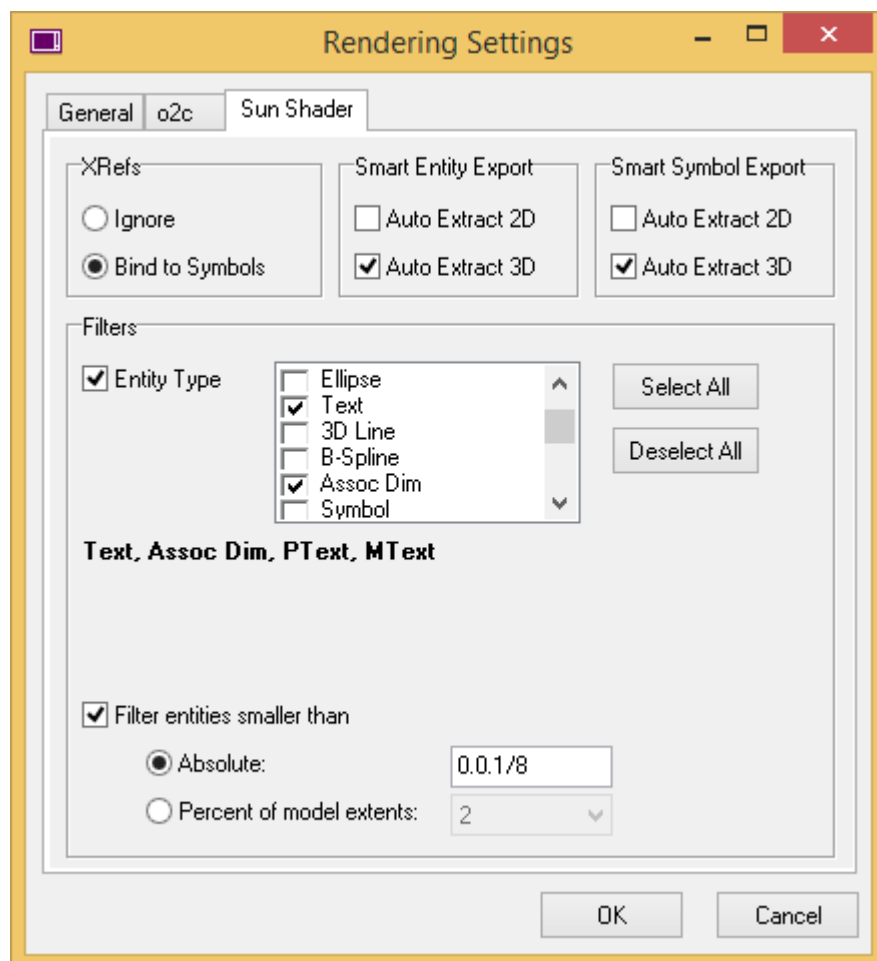 Rendering Settings
General o2c Sun Shader
XRefs
Ignore
Bind to Symbols
Smart Entity Export
Auto Extract 2D
Auto Extract 3D
Smart Symbol Export
Auto Extract 2D
Auto Extract 3D
Filters
Entity Type
Ellipse
Text
3D Line
B-Spline
Assoc Dim
Symbol
Select All
Deselect All
Text, Assoc Dim, PText, MText
Filter entities smaller than
Absolute: 0.0.1/8
Percent of model extents: 2
OK Cancel